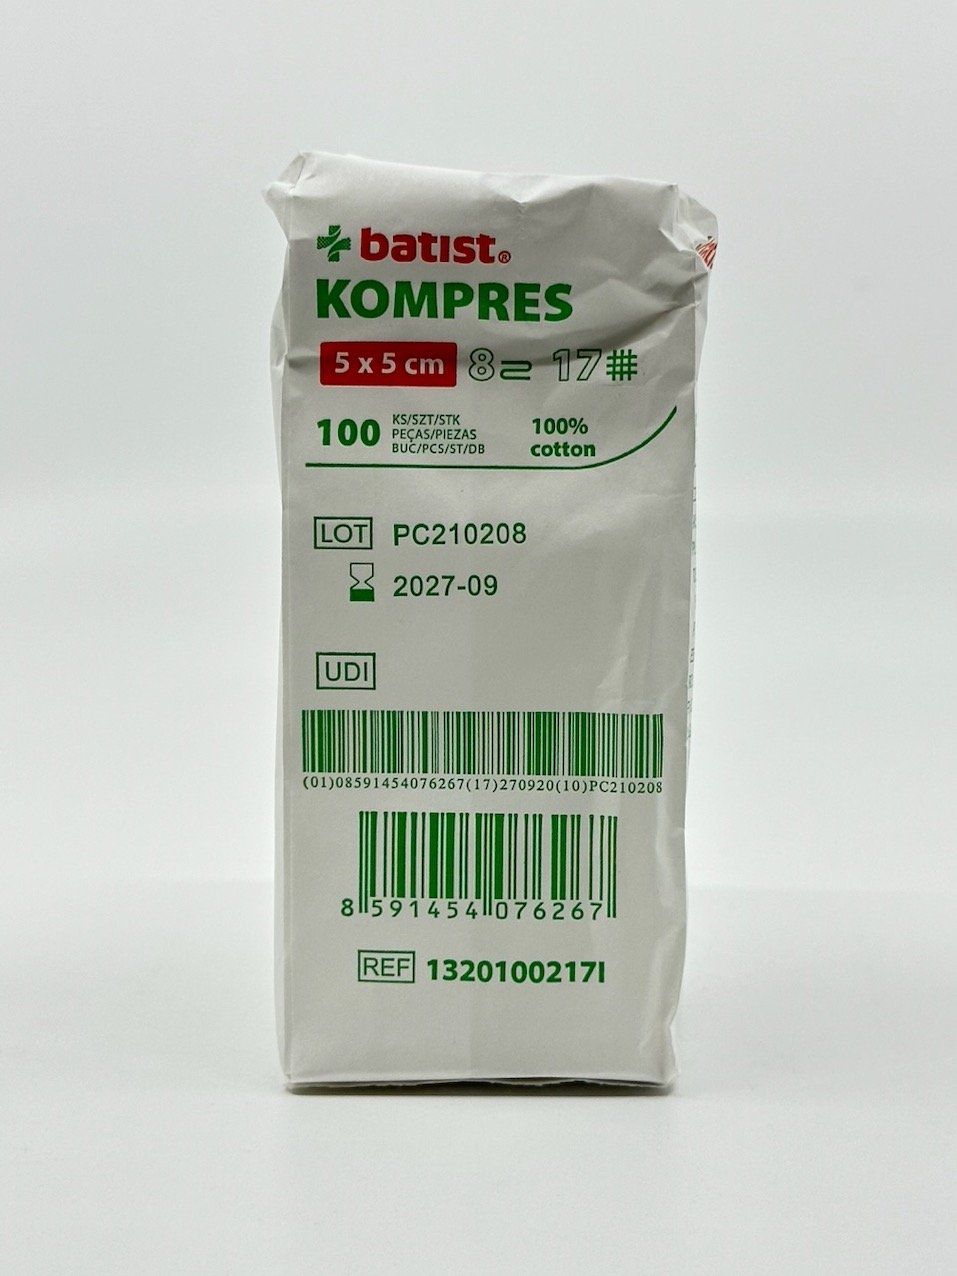 batist®
KOMPRES
5 x 5 cm 8 17
100 KS/SZT/STK
PEÇAS/PIEZAS
BUC/PCS/ST/DB
100%
cotton
LOT PC210208
2027-09
UDI
(01)08591454076267(17)270920(10)PC210208
8 591454 076267
REF 1320100217I